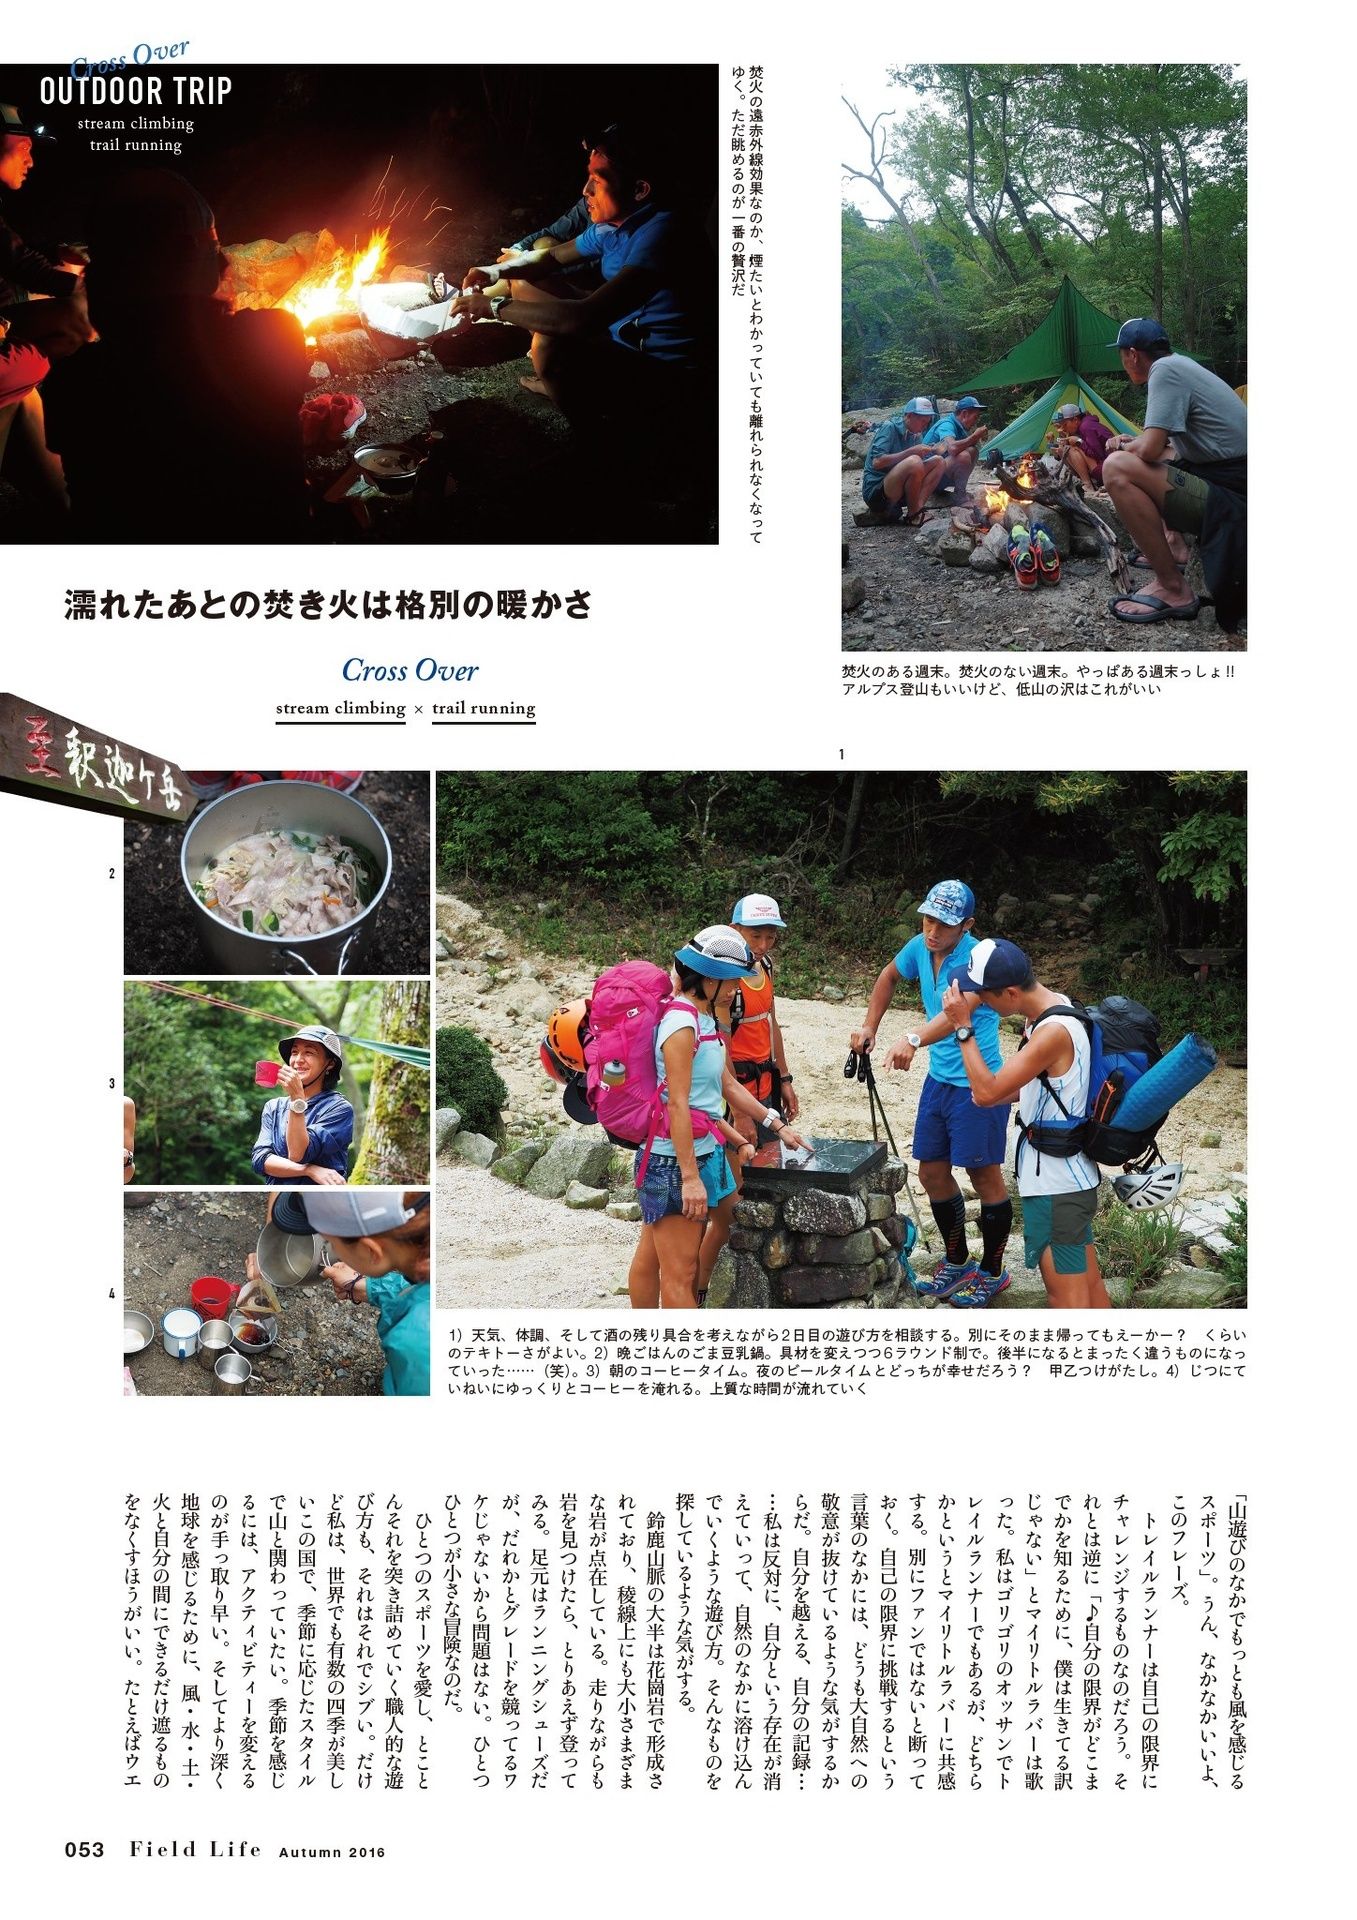 Cross Over
OUTDOOR TRIP
stream climbing
trail running
焚火の遠赤外線効果なのか、煙たいとわかっていても離れられなくなって
ゆく。ただ眺めるのが一番の贅沢だ
焚火のある週末。焚火のない週末。やっぱある週末っしょ!!
アルプス登山もいいけど、低山の沢はこれがいい
濡れたあとの焚き火は格別の暖かさ
Cross Over
stream climbing × trail running
至 釈迦ケ岳
1
2
3
4
1）天気、体調、そして酒の残り具合を考えながら2日目の遊び方を相談する。別にそのまま帰ってもえーかー？　くらい
のテキトーさがよい。2）晩ごはんのごま豆乳鍋。具材を変えつつ6ラウンド制で。後半になるとまったく違うものになっ
ていった……（笑）。3）朝のコーヒータイム。夜のビールタイムとどっちが幸せだろう？　甲乙つけがたし。4）じつにて
いねいにゆっくりとコーヒーを淹れる。上質な時間が流れていく
「山遊びのなかでもっとも風を感じる
スポーツ」。うん、なかなかいいよ、
このフレーズ。
トレイルランナーは自己の限界に
チャレンジするものなのだろう。そ
れとは逆に「♪自分の限界がどこま
でかを知るために、僕は生きてる訳
じゃない」とマイリトルラバーは歌
った。私はゴリゴリのオッサンでト
レイルランナーでもあるが、どちら
かというとマイリトルラバーに共感
する。別にファンではないと断って
おく。自己の限界に挑戦するという
言葉のなかには、どうも大自然への
敬意が抜けているような気がするか
らだ。自分を越える、自分の記録…
…私は反対に、自分という存在が消
えていって、自然のなかに溶け込ん
でいくような遊び方。そんなものを
探しているような気がする。
鈴鹿山脈の大半は花崗岩で形成さ
れており、稜線上にも大小さまざま
な岩が点在している。走りながらも
岩を見つけたら、とりあえず登って
みる。足元はランニングシューズだ
が、だれかとグレードを競ってるワ
ケじゃないから問題はない。ひとつ
ひとつが小さな冒険なのだ。
ひとつのスポーツを愛し、とこと
んそれを突き詰めていく職人的な遊
び方も、それはそれでシブい。だけ
ど私は、世界でも有数の四季が美し
いこの国で、季節に応じたスタイル
で山と関わっていたい。季節を感じ
るには、アクティビティーを変える
のが手っ取り早い。そしてより深く
地球を感じるために、風・水・土・
火と自分の間にできるだけ遮るもの
をなくすほうがいい。たとえばウエ
053 Field Life Autumn 2016